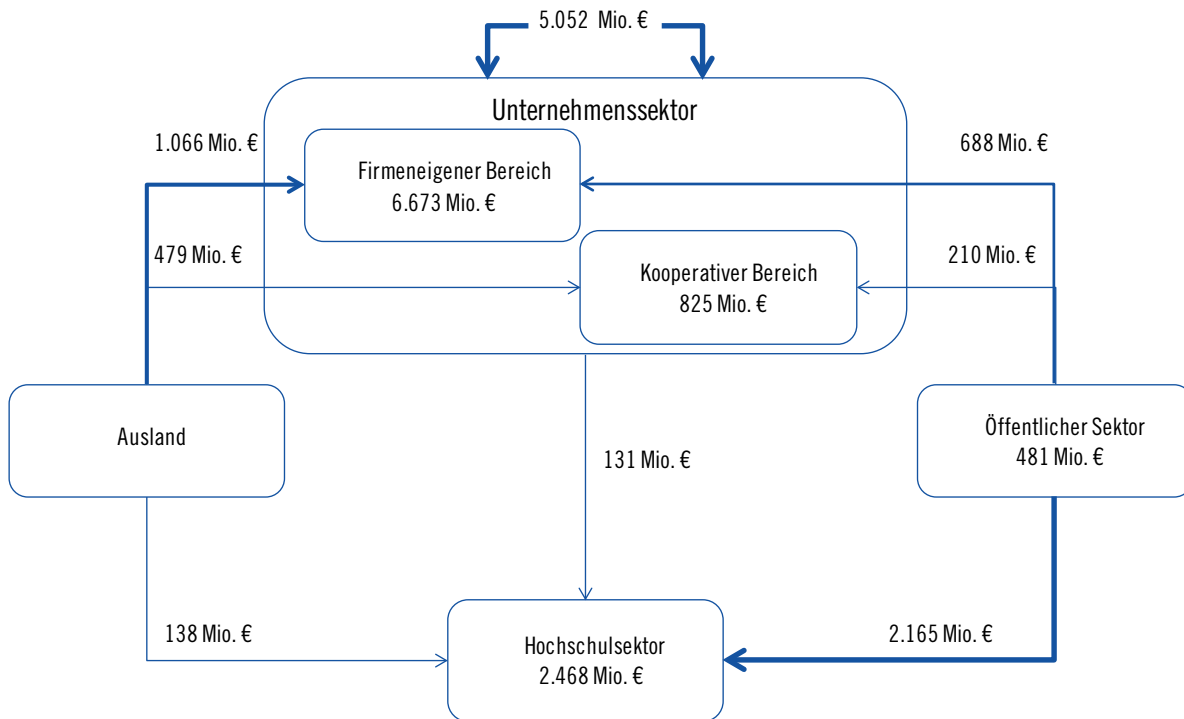 5.052 Mio. €
Unternehmenssektor
1.066 Mio. €
688 Mio. €
Firmeneigener Bereich
6.673 Mio. €
479 Mio. €
210 Mio. €
Kooperativer Bereich
825 Mio. €
Ausland
Öffentlicher Sektor
481 Mio. €
131 Mio. €
138 Mio. €
2.165 Mio. €
Hochschulsektor
2.468 Mio. €